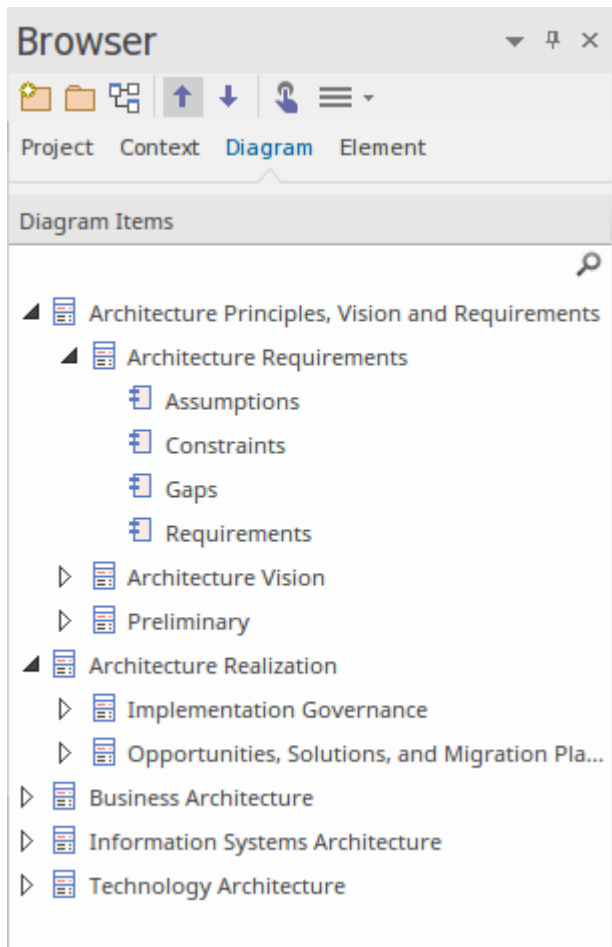 Browser
Project Context Diagram Element
Diagram Items
Architecture Principles, Vision and Requirements
Architecture Requirements
Assumptions
Constraints
Gaps
Requirements
Architecture Vision
Preliminary
Architecture Realization
Implementation Governance
Opportunities, Solutions, and Migration Pla...
Business Architecture
Information Systems Architecture
Technology Architecture